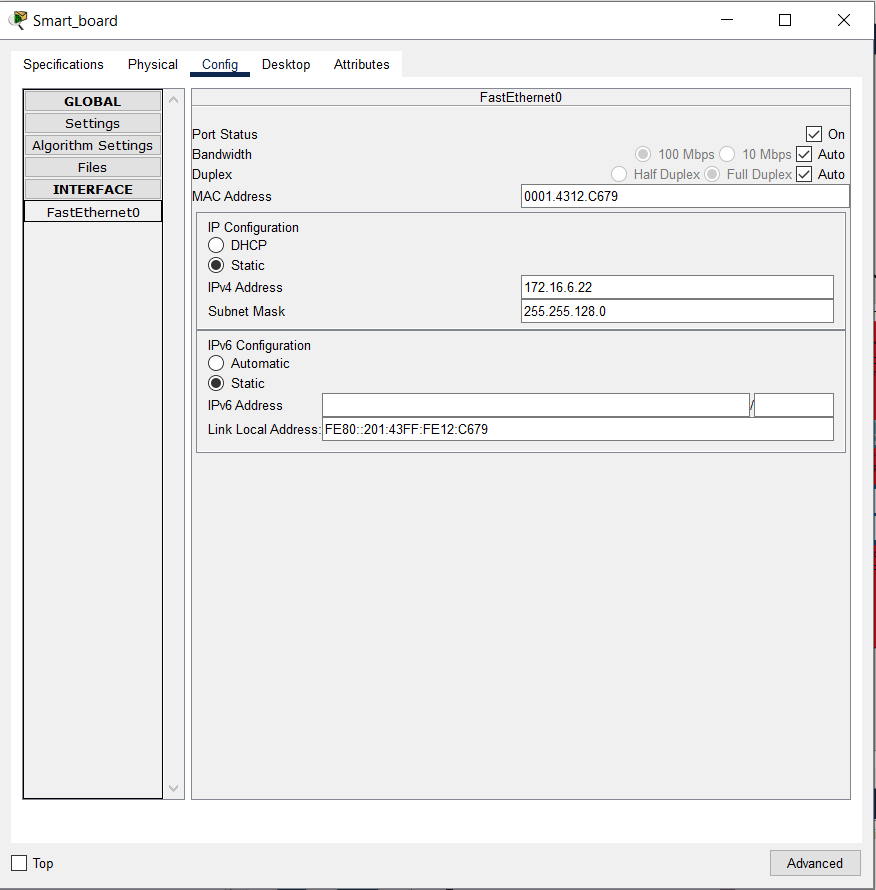 Smart_board
Specifications Physical Config Desktop Attributes
GLOBAL
Settings
Algorithm Settings
Files
INTERFACE
FastEthernet0
FastEthernet0
Port Status On
Bandwidth 100 Mbps 10 Mbps Auto
Duplex Half Duplex Full Duplex Auto
MAC Address 0001.4312.C679
IP Configuration
DHCP
Static
IPv4 Address 172.16.6.22
Subnet Mask 255.255.128.0
IPv6 Configuration
Automatic
Static
IPv6 Address /
Link Local Address: FE80::201:43FF:FE12:C679
Top Advanced